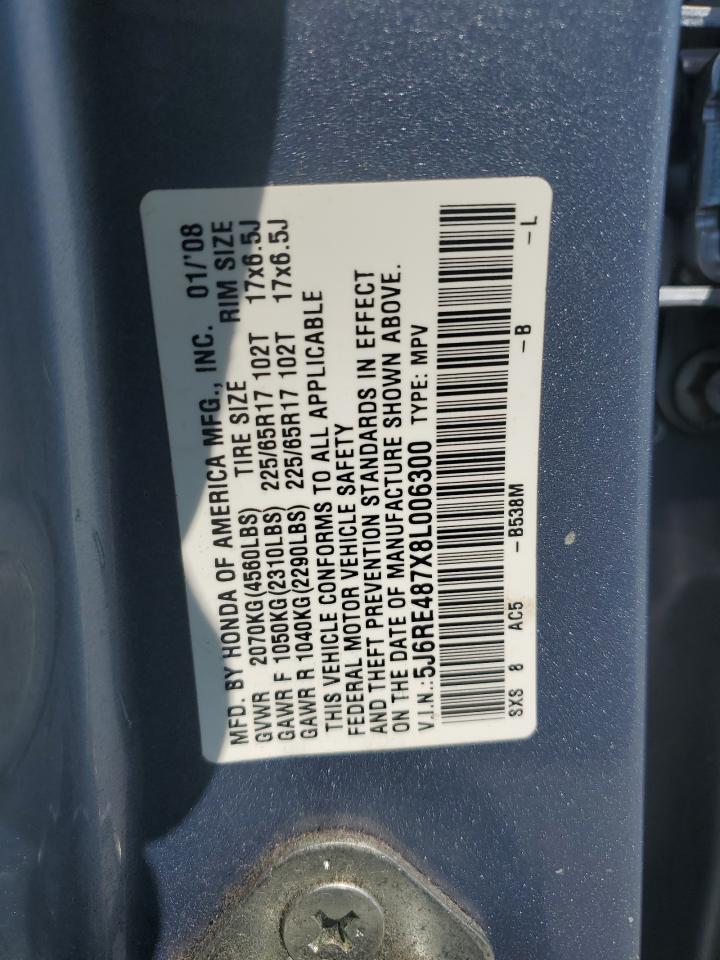 MFD. BY HONDA OF AMERICA MFG., INC. 01/'08
GVWR 2070KG(4560LBS) TIRE SIZE RIM SIZE
GAWR F 1050KG(2310LBS) 225/65R17 102T 17x6.5J
GAWR R 1040KG(2290LBS) 225/65R17 102T 17x6.5J
THIS VEHICLE CONFORMS TO ALL APPLICABLE
FEDERAL MOTOR VEHICLE SAFETY
AND THEFT PREVENTION STANDARDS IN EFFECT
ON THE DATE OF MANUFACTURE SHOWN ABOVE.
V.I.N.:5J6RE487X8L006300 TYPE: MPV
SXS 8 AC5 -B538M -B -L